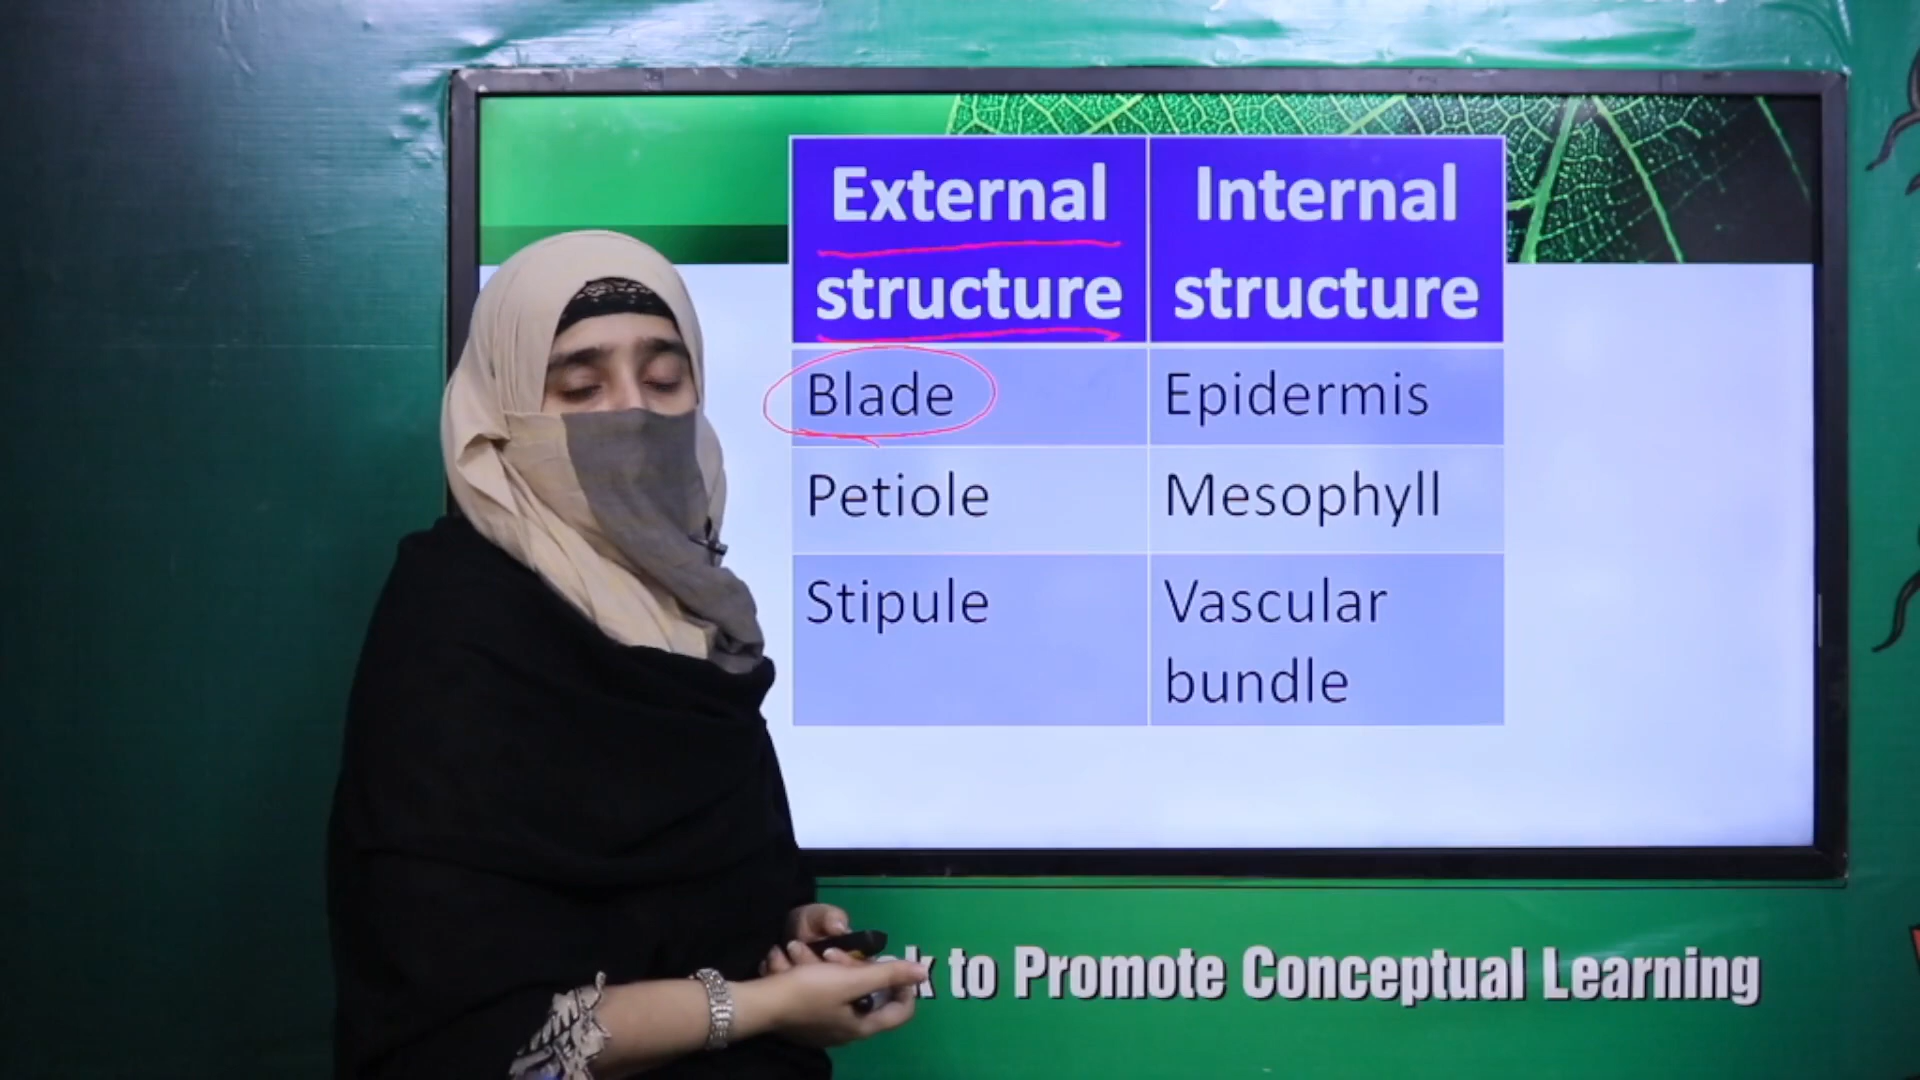 External Internal
structure structure
Blade Epidermis
Petiole Mesophyll
Stipule Vascular
bundle
to Promote Conceptual Learning